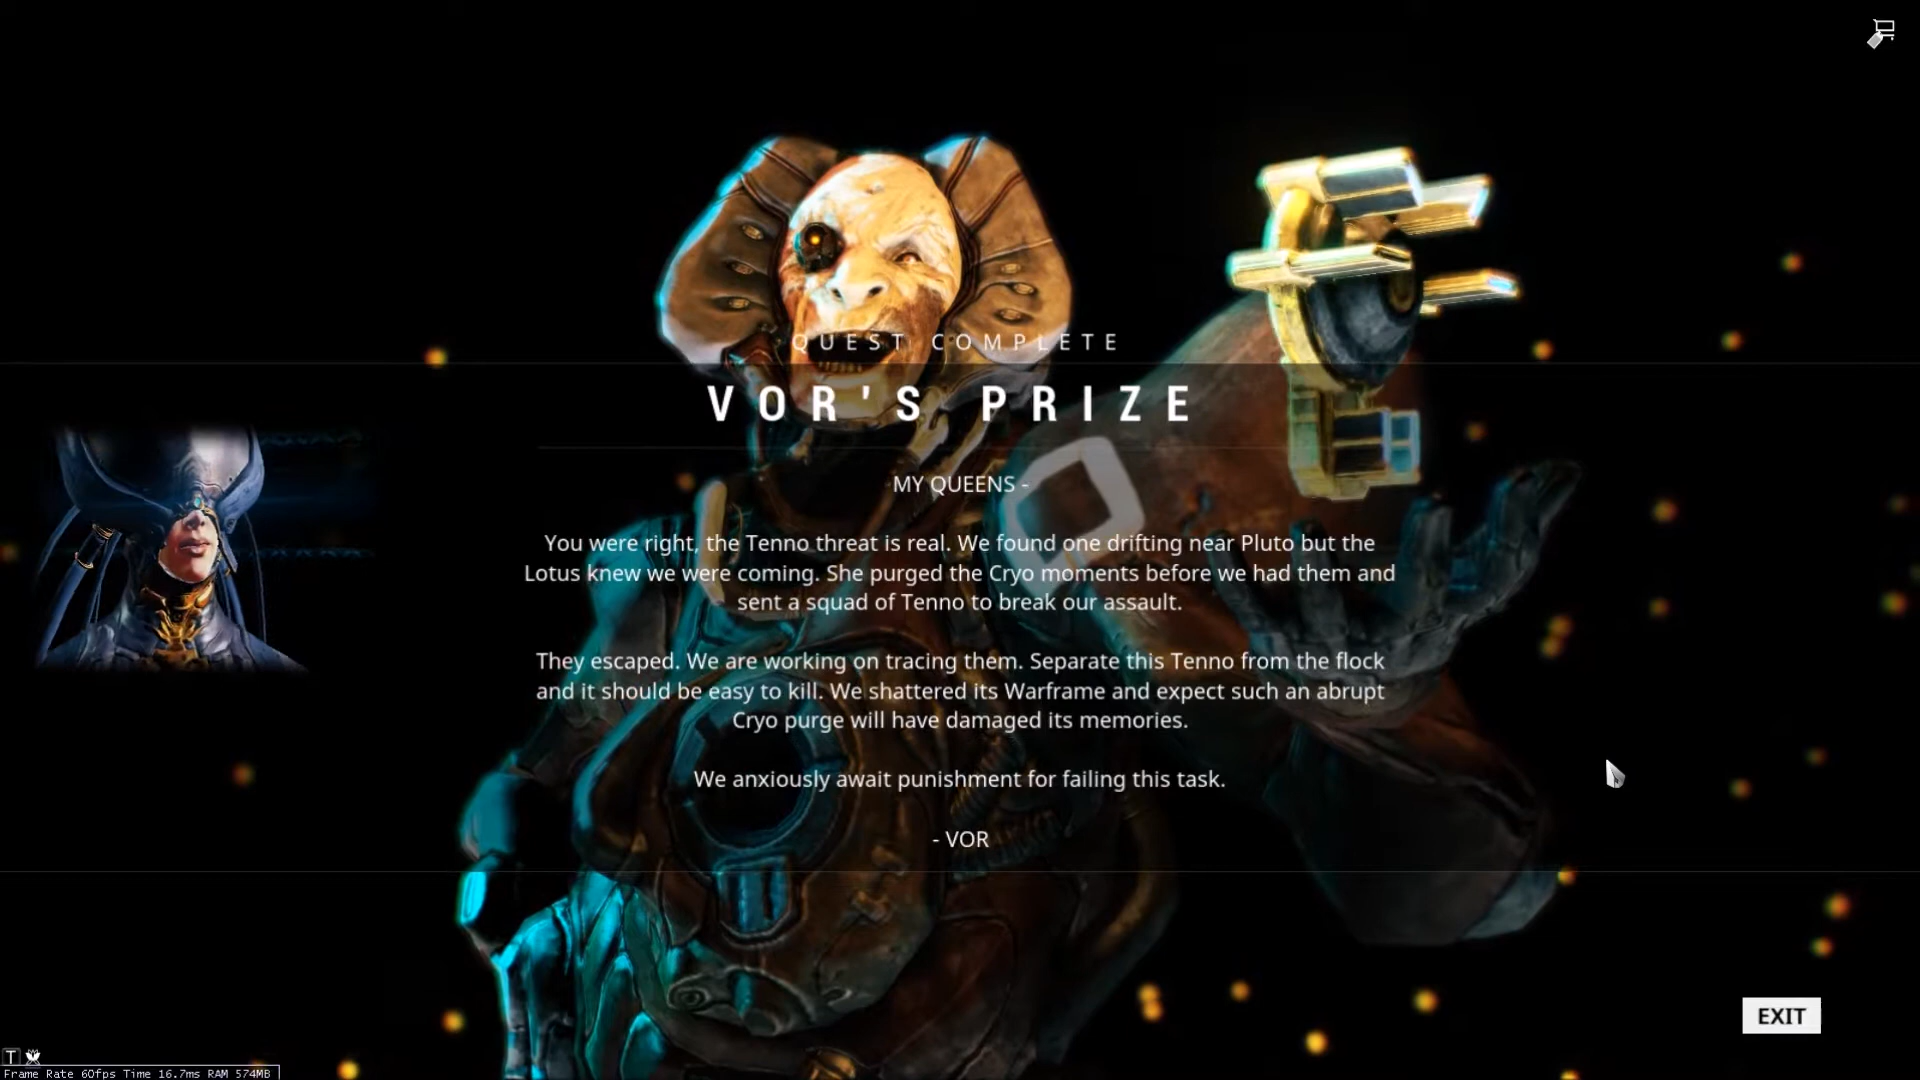 QUEST COMPLETE
VOR'S PRIZE
MY QUEENS -
You were right, the Tenno threat is real. We found one drifting near Pluto but the
Lotus knew we were coming. She purged the Cryo moments before we had them and
sent a squad of Tenno to break our assault.
They escaped. We are working on tracing them. Separate this Tenno from the flock
and it should be easy to kill. We shattered its Warframe and expect such an abrupt
Cryo purge will have damaged its memories.
We anxiously await punishment for failing this task.
- VOR
EXIT
T
Frame Rate 60fps Time 16.7ms RAM 574MB